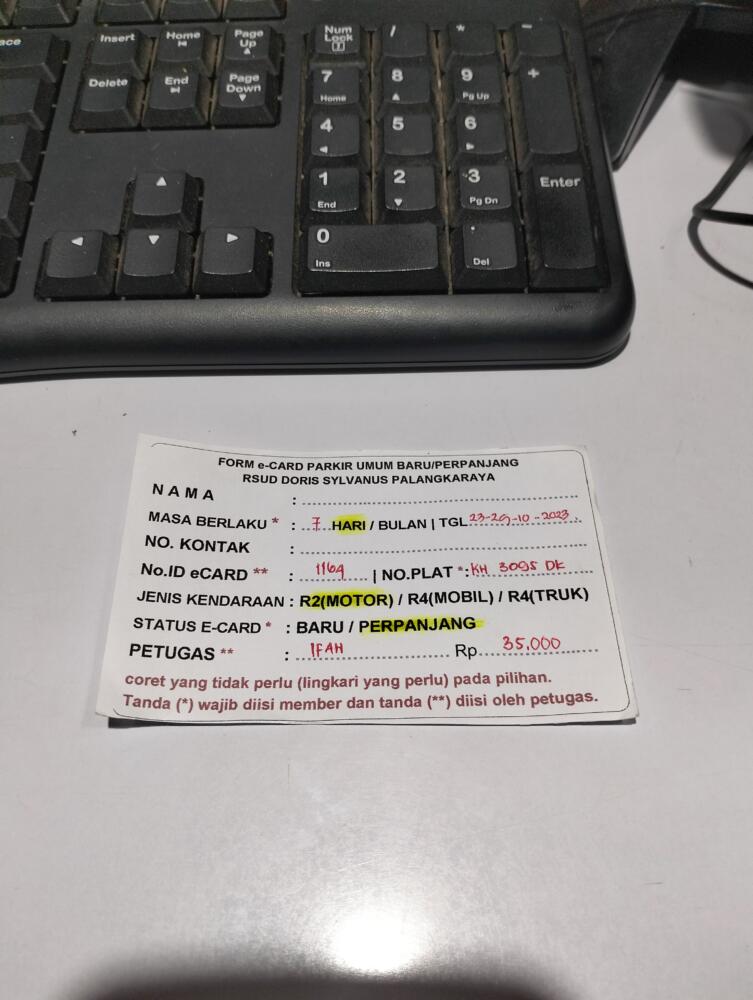 ace
Insert Home Page Up
Delete End Page Down
Num Lock / * -
7 Home 8 9 Pg Up +
4 5 6
1 End 2 3 Pg Dn Enter
0 Ins . Del
FORM e-CARD PARKIR UMUM BARU/PERPANJANG
RSUD DORIS SYLVANUS PALANGKARAYA
N A M A :
MASA BERLAKU * : 7 HARI / BULAN | TGL 23-29-10-2023
NO. KONTAK :
No.ID eCARD ** : 1169 | NO.PLAT *: KH 3095 DK
JENIS KENDARAAN : R2(MOTOR) / R4(MOBIL) / R4(TRUK)
STATUS E-CARD * : BARU / PERPANJANG
PETUGAS ** : IFAH Rp 35.000
coret yang tidak perlu (lingkari yang perlu) pada pilihan.
Tanda (*) wajib diisi member dan tanda (**) diisi oleh petugas.